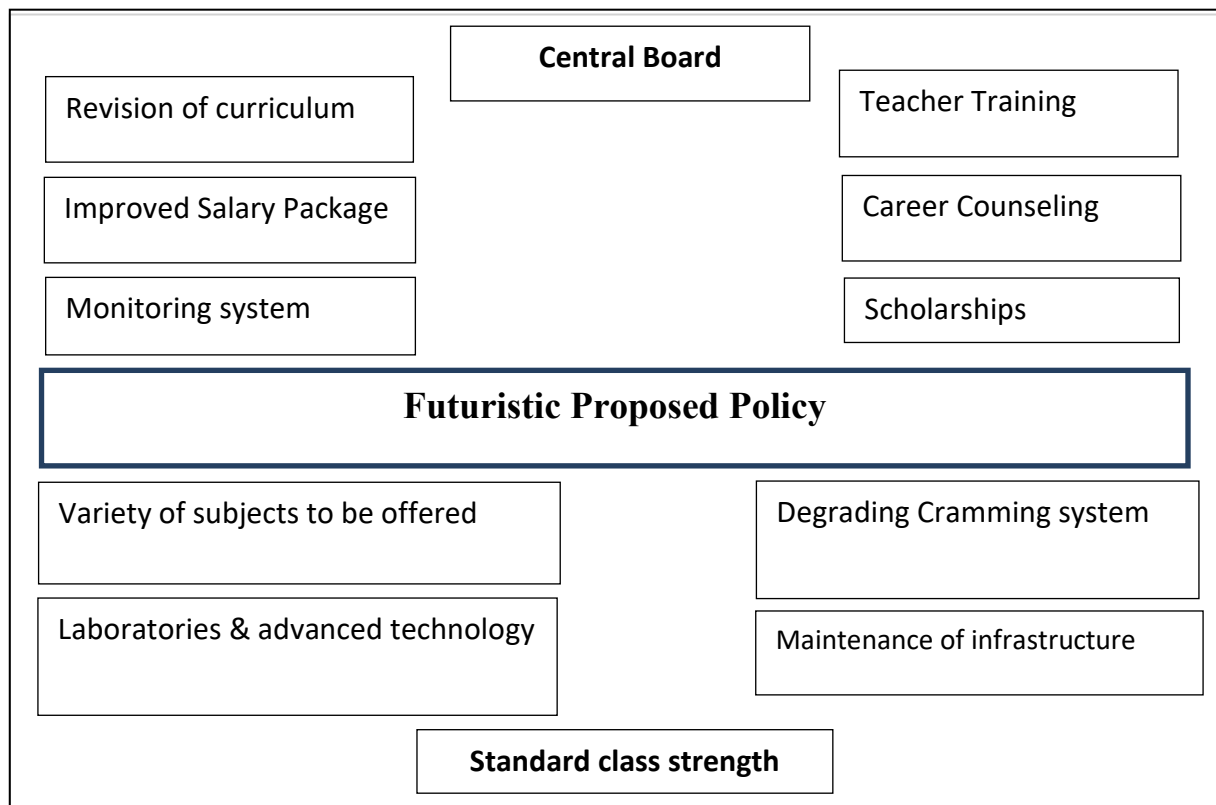 Central Board
Revision of curriculum
Teacher Training
Improved Salary Package
Career Counseling
Monitoring system
Scholarships
Futuristic Proposed Policy
Variety of subjects to be offered
Degrading Cramming system
Laboratories & advanced technology
Maintenance of infrastructure
Standard class strength